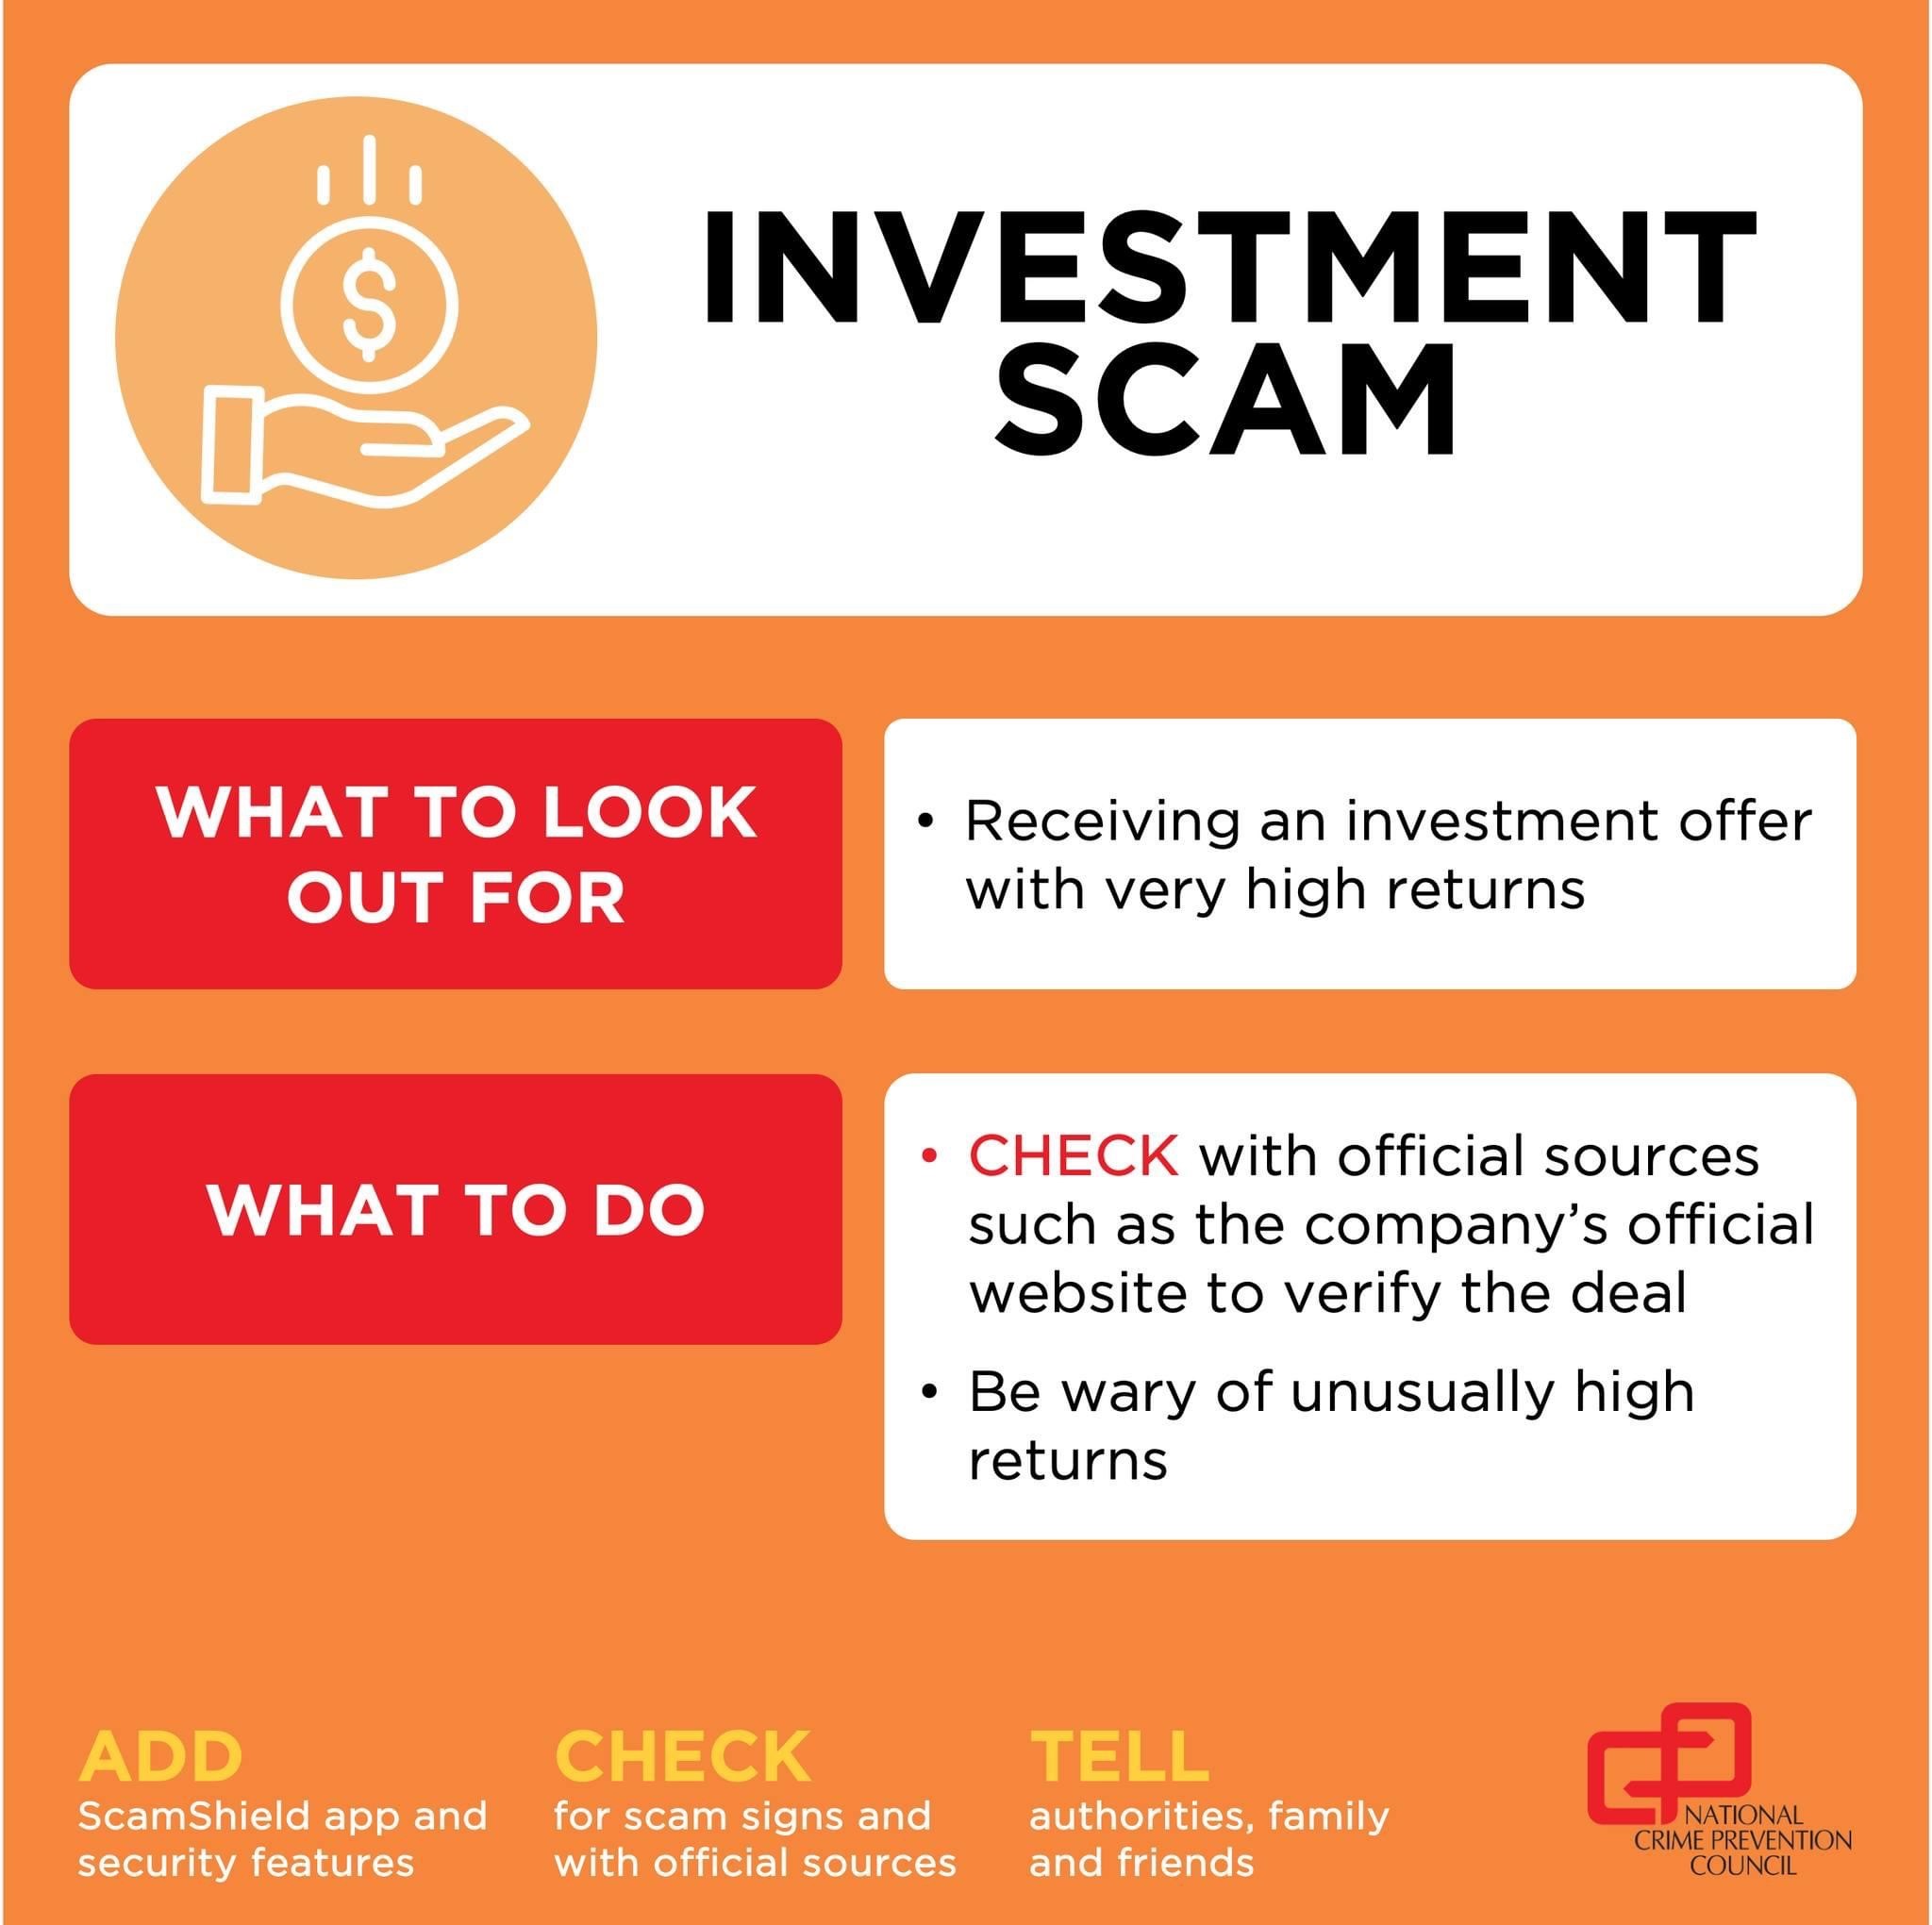 INVESTMENT
SCAM
WHAT TO LOOK
OUT FOR
• Receiving an investment offer
with very high returns
WHAT TO DO
• CHECK with official sources
such as the company’s official
website to verify the deal
• Be wary of unusually high
returns
ADD
ScamShield app and
security features
CHECK
for scam signs and
with official sources
TELL
authorities, family
and friends
NATIONAL
CRIME PREVENTION
COUNCIL